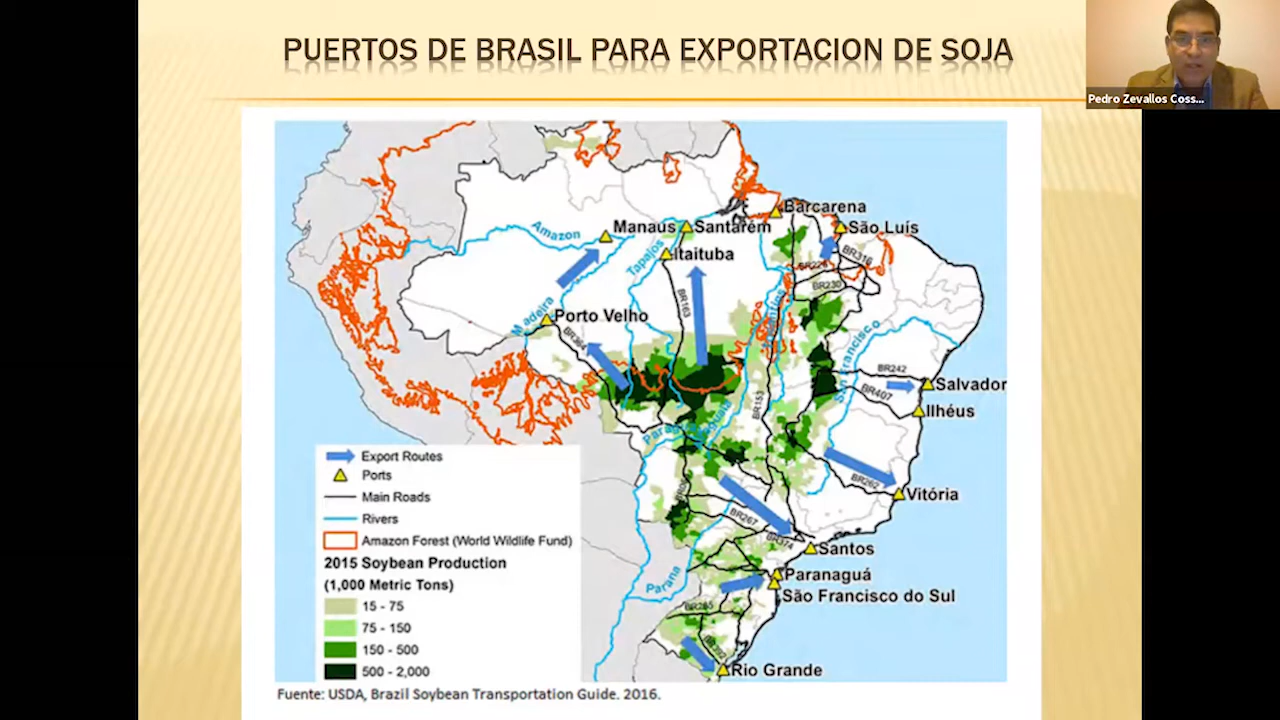 PUERTOS DE BRASIL PARA EXPORTACION DE SOJA
Pedro Zevallos Coss...
Barcarena
Manaus
Santarém
São Luís
Amazon
Itaituba
Tapajos
BR316
BR230
BR163
Madeira
Porto Velho
BR364
São Francisco
BR242
Salvador
BR407
Ilhéus
BR153
BR262
Vitória
BR267
BR374
Santos
Paranaguá
São Francisco do Sul
Parana
Rio Grande
Export Routes
Ports
Main Roads
Rivers
Amazon Forest (World Wildlife Fund)
2015 Soybean Production
(1,000 Metric Tons)
15 - 75
75 - 150
150 - 500
500 - 2,000
Fuente: USDA, Brazil Soybean Transportation Guide. 2016.